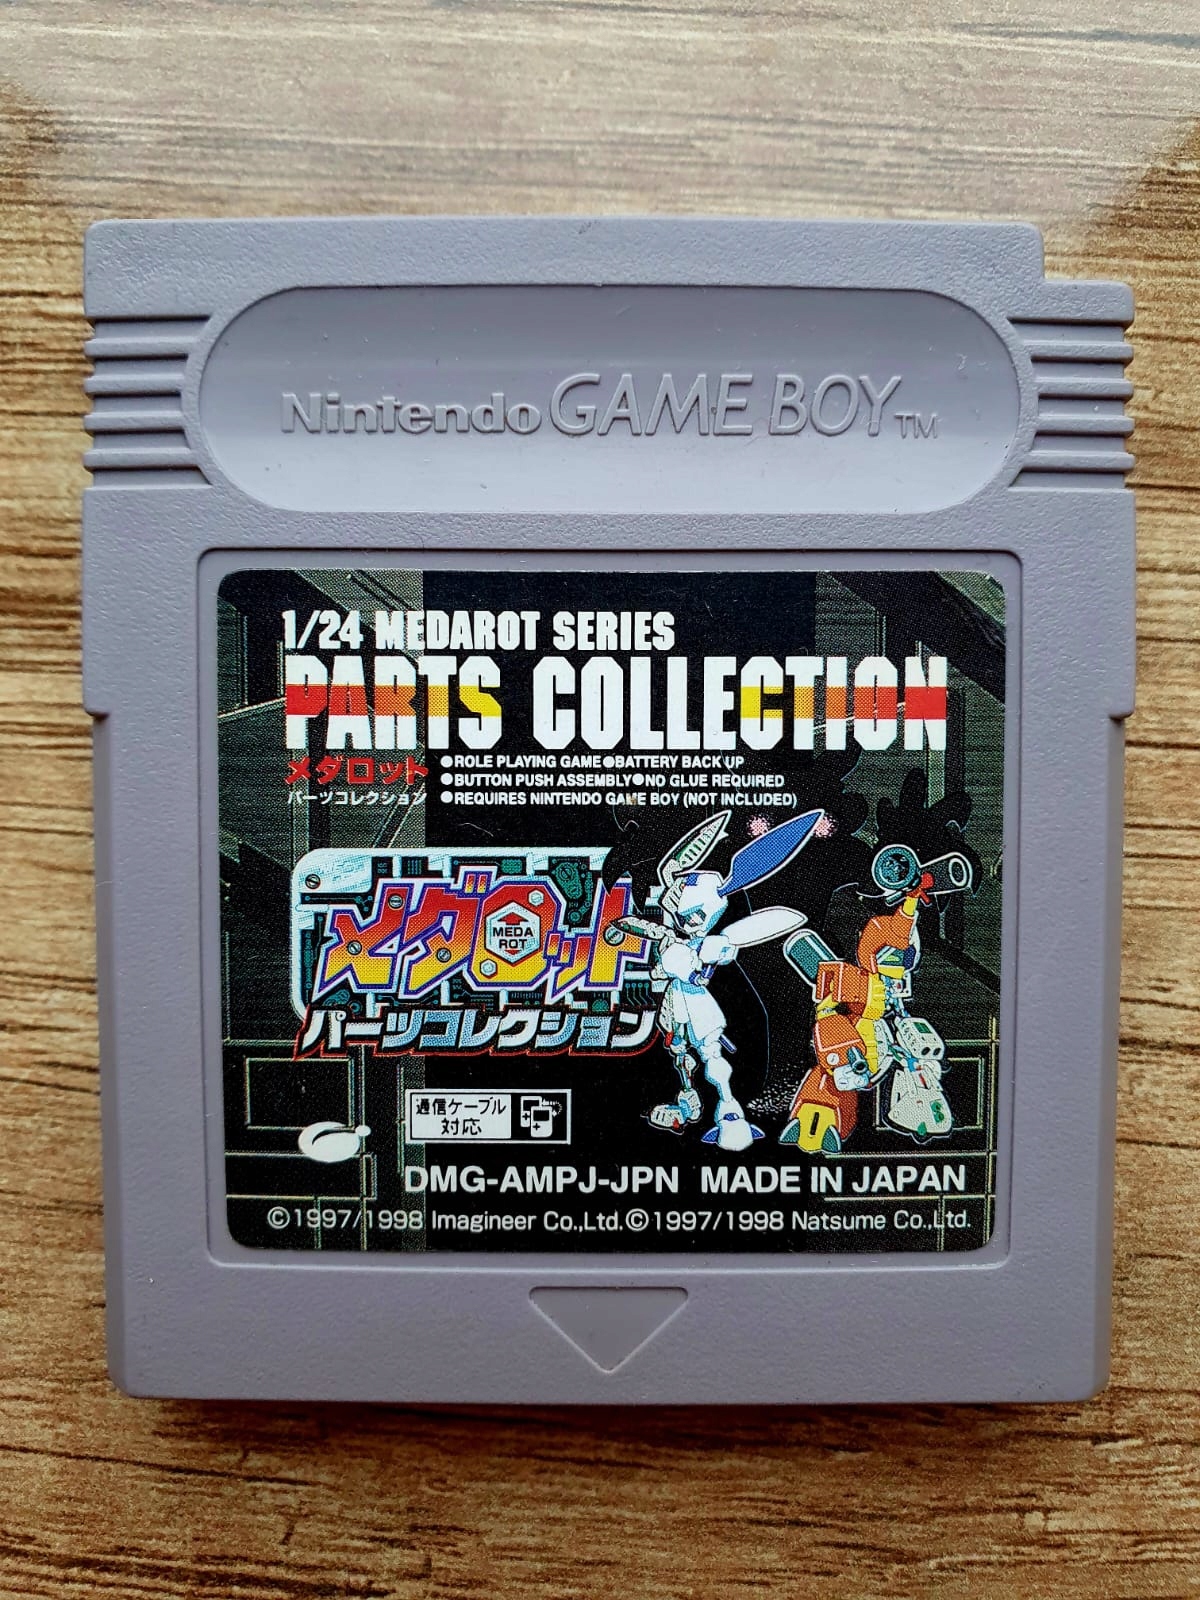 Nintendo GAME BOY TM
1/24 MEDAROT SERIES
PARTS COLLECTION
メダロット
パーツコレクション
●ROLE PLAYING GAME●BATTERY BACK UP
●BUTTON PUSH ASSEMBLY●NO GLUE REQUIRED
●REQUIRES NINTENDO GAME BOY (NOT INCLUDED)
メダロット
MEDA
ROT
パーツコレクション
通信ケーブル
対応
DMG-AMPJ-JPN MADE IN JAPAN
©1997/1998 Imagineer Co.,Ltd.©1997/1998 Natsume Co.,Ltd.